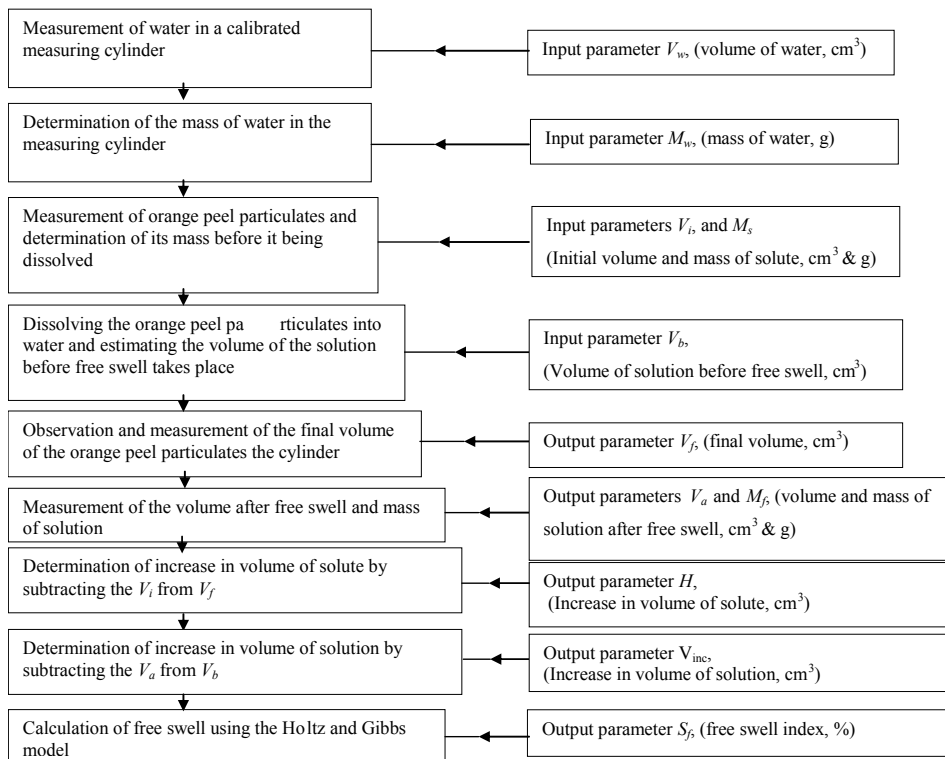 Measurement of water in a calibrated
measuring cylinder
Input parameter Vw, (volume of water, cm³)
Determination of the mass of water in the
measuring cylinder
Input parameter Mw, (mass of water, g)
Measurement of orange peel particulates and
determination of its mass before it being
dissolved
Input parameters Vi, and Ms
(Initial volume and mass of solute, cm³ & g)
Dissolving the orange peel pa rticulates into
water and estimating the volume of the solution
before free swell takes place
Input parameter Vb,
(Volume of solution before free swell, cm³)
Observation and measurement of the final volume
of the orange peel particulates the cylinder
Output parameter Vf, (final volume, cm³)
Measurement of the volume after free swell and mass
of solution
Output parameters Va and Mf, (volume and mass of
solution after free swell, cm³ & g)
Determination of increase in volume of solute by
subtracting the Vi from Vf
Output parameter H,
(Increase in volume of solute, cm³)
Determination of increase in volume of solution by
subtracting the Va from Vb
Output parameter Vinc,
(Increase in volume of solution, cm³)
Calculation of free swell using the Holtz and Gibbs
model
Output parameter Sf, (free swell index, %)